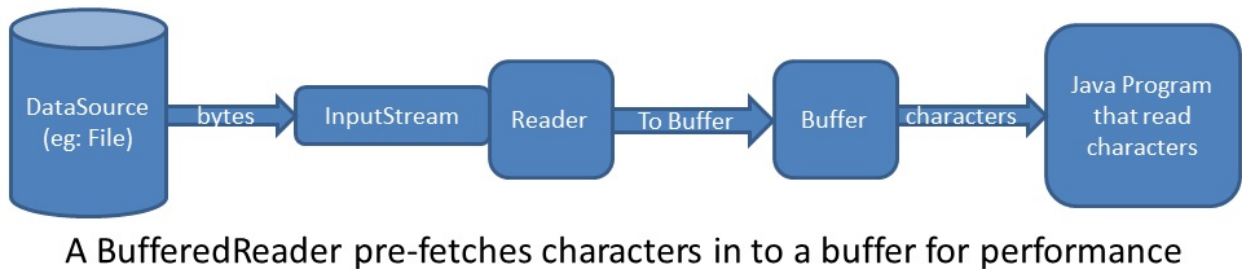 DataSource
(eg: File)
bytes
InputStream
Reader
To Buffer
Buffer
characters
Java Program
that read
characters
A BufferedReader pre-fetches characters in to a buffer for performance